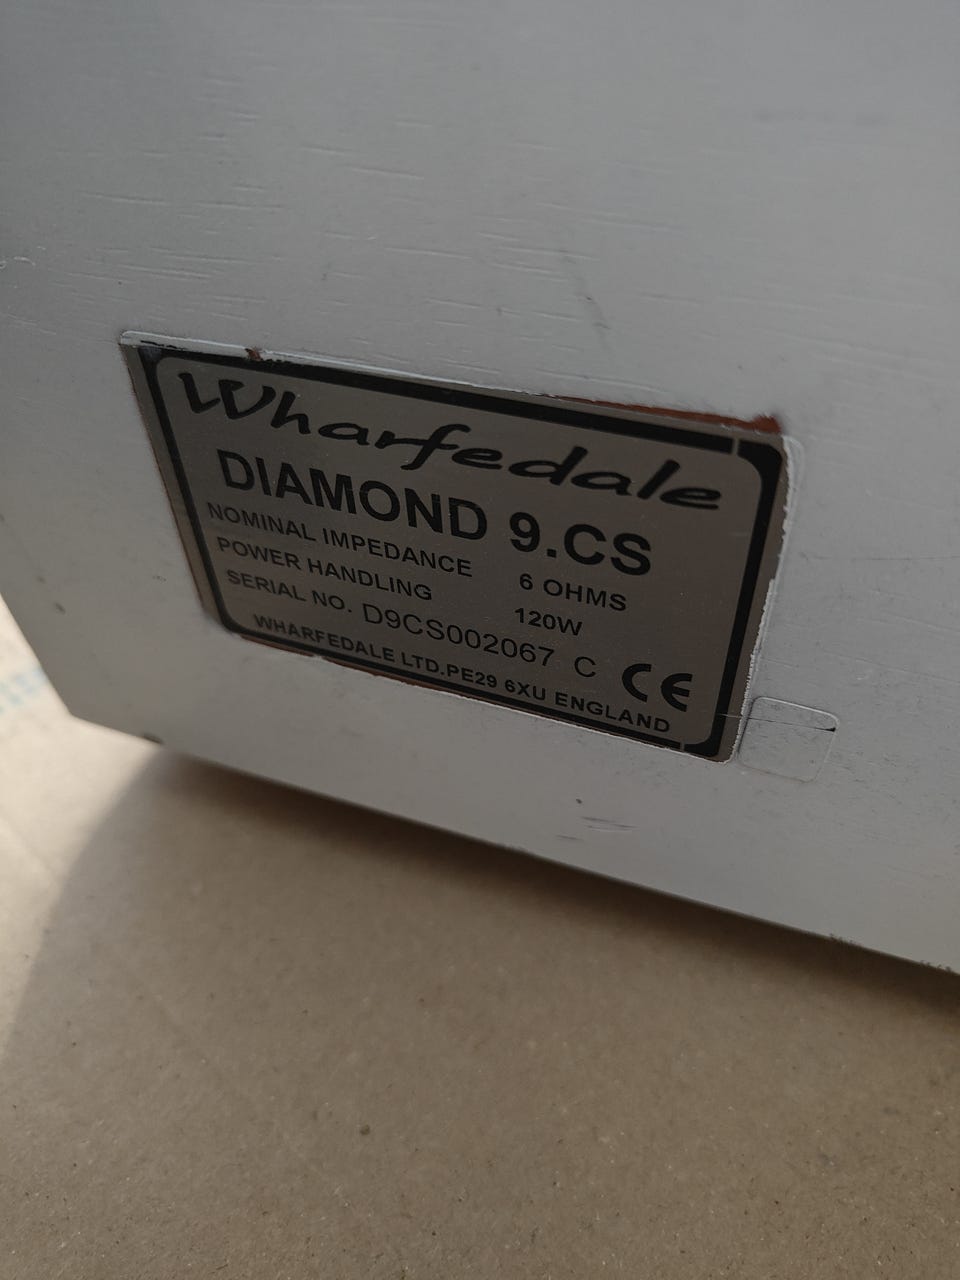 Wharfedale
DIAMOND 9.CS
NOMINAL IMPEDANCE 6 OHMS
POWER HANDLING 120W
SERIAL NO. D9CS002067 C CE
WHARFEDALE LTD.PE29 6XU ENGLAND